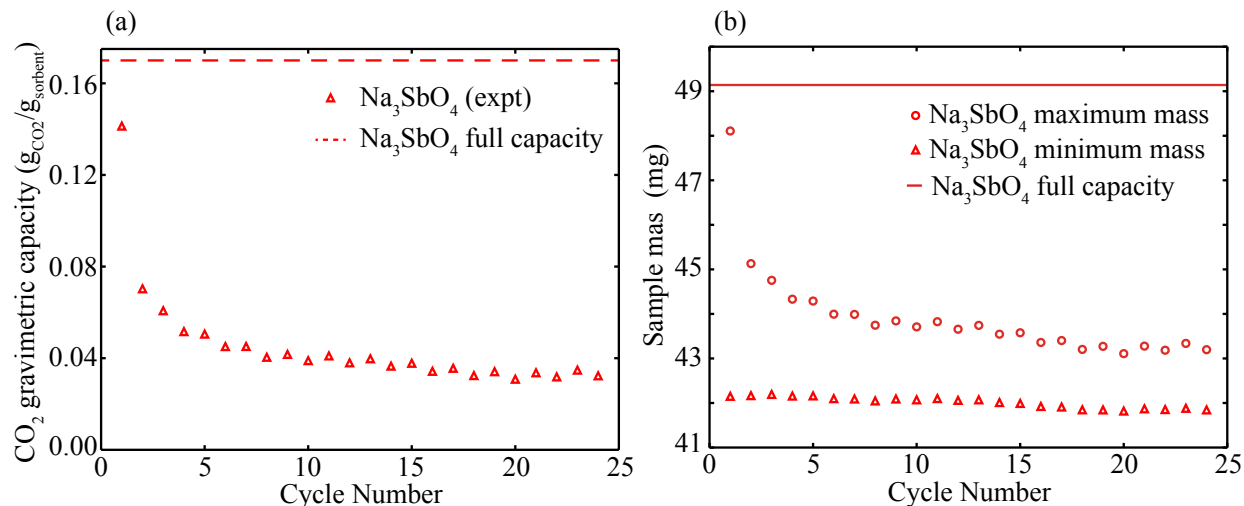 (a)
CO₂ gravimetric capacity (g_CO2/g_sorbent)
0.16
0.12
0.08
0.04
0.00
Na₃SbO₄ (expt)
Na₃SbO₄ full capacity
0 5 10 15 20 25
Cycle Number
(b)
Sample mas (mg)
49
47
45
43
41
Na₃SbO₄ maximum mass
Na₃SbO₄ minimum mass
Na₃SbO₄ full capacity
0 5 10 15 20 25
Cycle Number